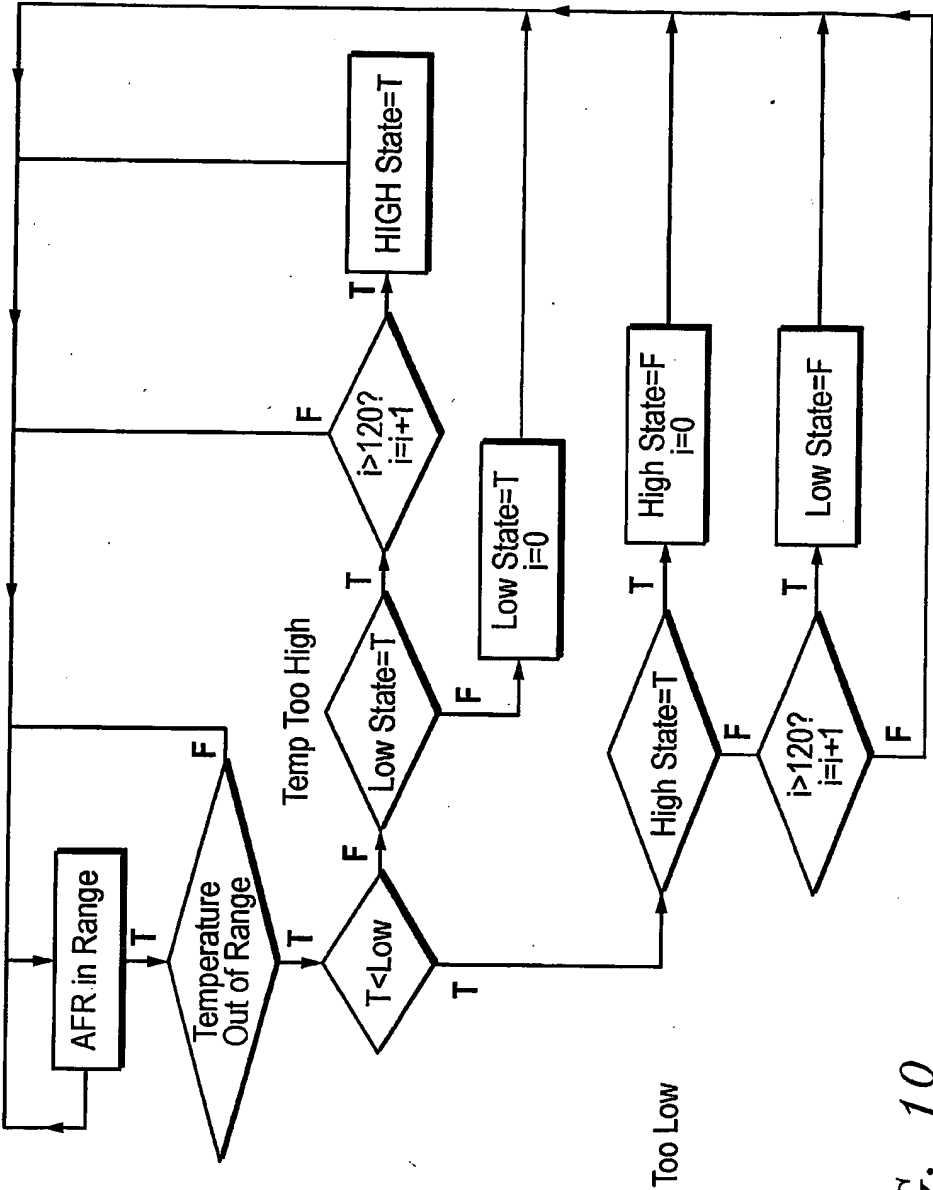 AFR in Range
T
Temperature
Out of Range
F
T
T<Low
F
T
Temp Too High
Low State=T
T
F
i>120?
i=i+1
F
T
HIGH State=T
Low State=T
i=0
Too Low
High State=T
T
F
High State=F
i=0
i>120?
i=i+1
T
F
Low State=F
10